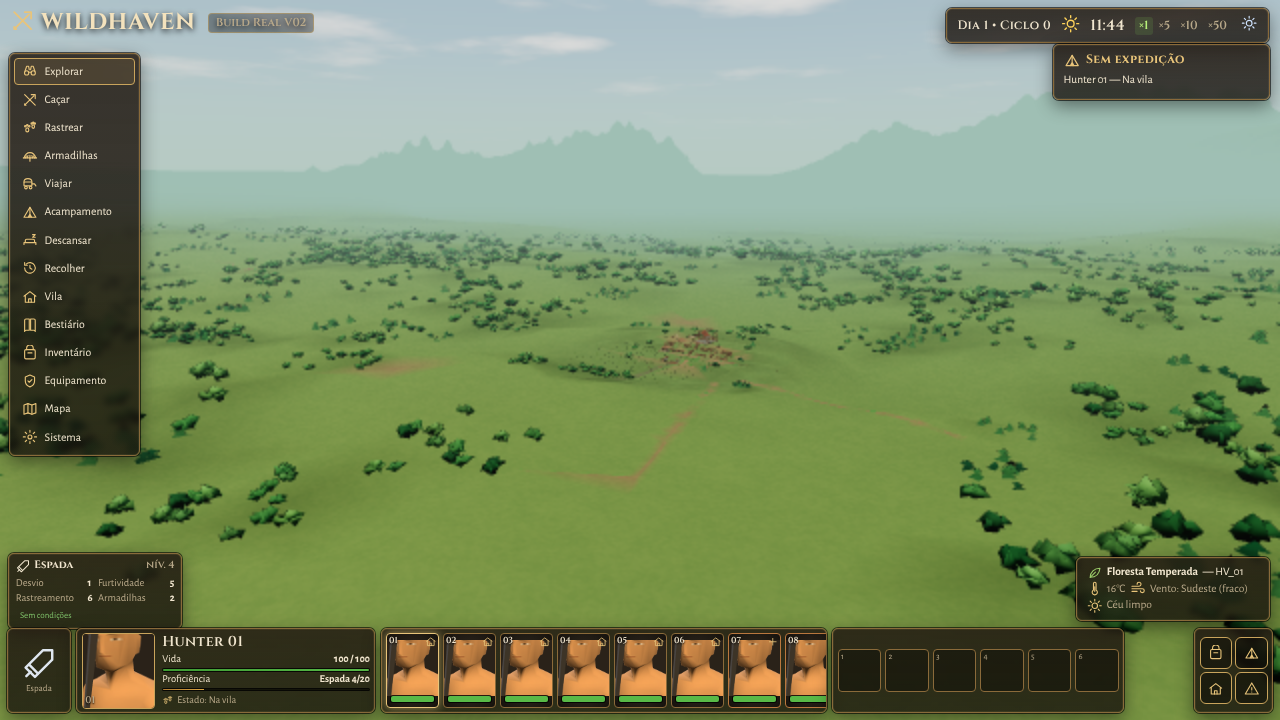 WILDHAVEN
BUILD REAL V02
DIA 1 • CICLO 0 11:44 ×1 ×5 ×10 ×50
SEM EXPEDIÇÃO
Hunter 01 — Na vila
Explorar
Caçar
Rastrear
Armadilhas
Viajar
Acampamento
Descansar
Recolher
Vila
Bestiário
Inventário
Equipamento
Mapa
Sistema
ESPADA NÍV. 4
Desvio 1 Furtividade 5
Rastreamento 6 Armadilhas 2
Sem condições
Floresta Temperada — HV_01
16°C Vento: Sudeste (fraco)
Céu limpo
Espada
01
HUNTER 01
Vida 100 / 100
Proficiência Espada 4/20
Estado: Na vila
01 02 03 04 05 06 07 08
1 2 3 4 5 6